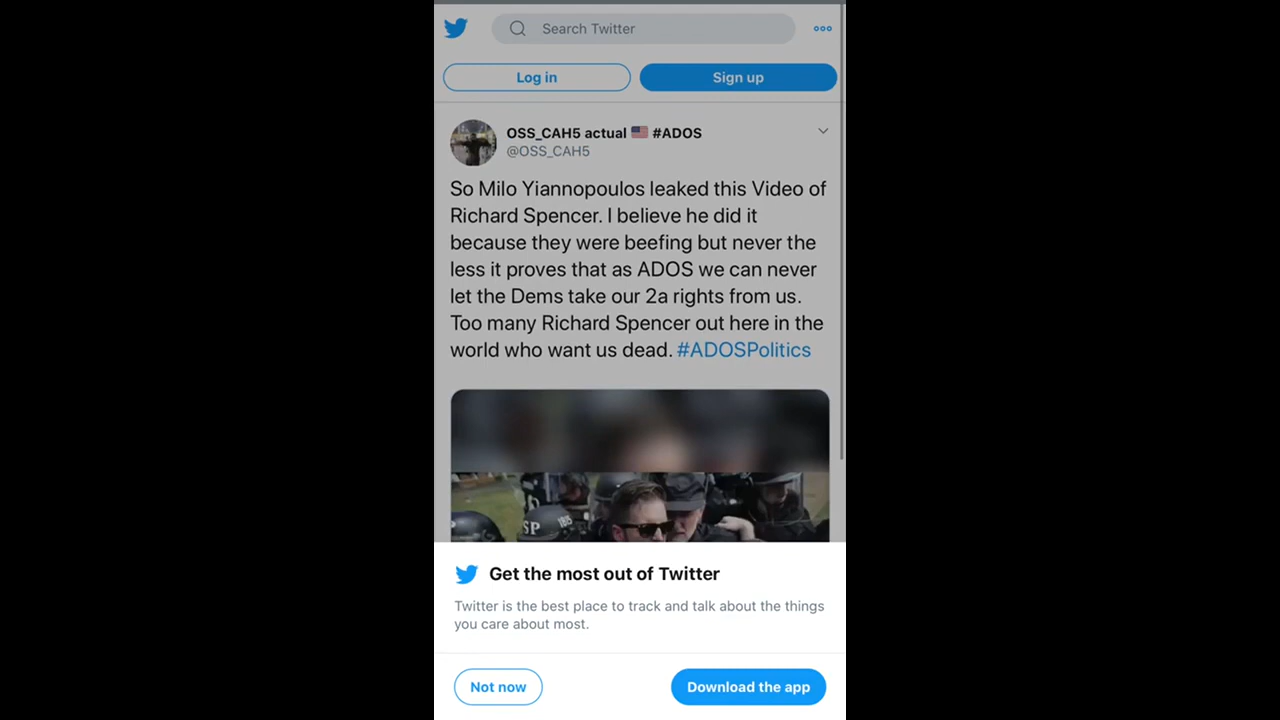 Search Twitter
Log in
Sign up
OSS_CAH5 actual 🇺🇸 #ADOS
@OSS_CAH5
So Milo Yiannopoulos leaked this Video of
Richard Spencer. I believe he did it
because they were beefing but never the
less it proves that as ADOS we can never
let the Dems take our 2a rights from us.
Too many Richard Spencer out here in the
world who want us dead. #ADOSPolitics
SP 185
Get the most out of Twitter
Twitter is the best place to track and talk about the things
you care about most.
Not now
Download the app